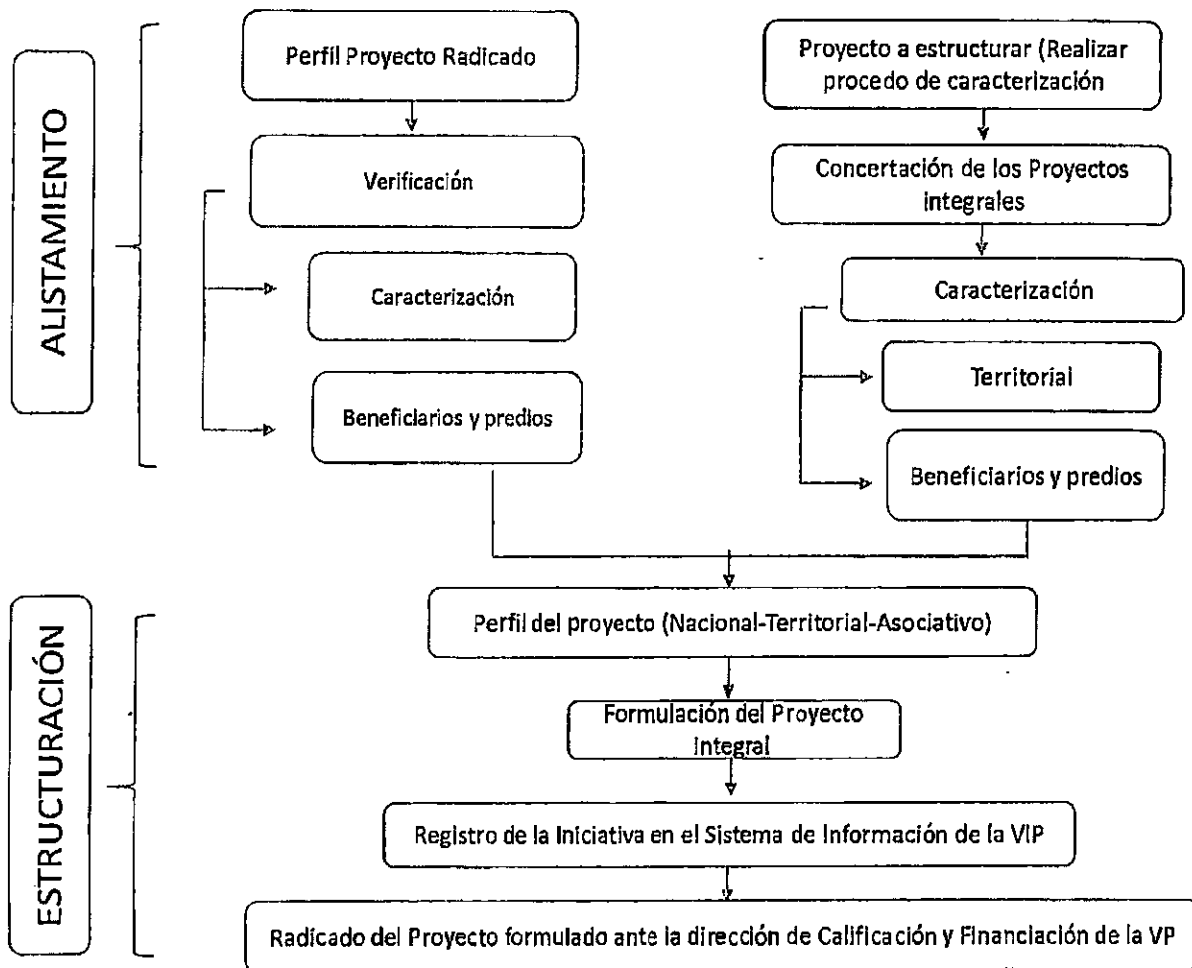 ALISTAMIENTO
Perfil Proyecto Radicado
Verificación
Caracterización
Beneficiarios y predios
Proyecto a estructurar (Realizar
procedo de caracterización
Concertación de los Proyectos
integrales
Caracterización
Territorial
Beneficiarios y predios
ESTRUCTURACIÓN
Perfil del proyecto (Nacional-Territorial-Asociativo)
Formulación del Proyecto
Integral
Registro de la Iniciativa en el Sistema de Información de la VIP
Radicado del Proyecto formulado ante la dirección de Calificación y Financiación de la VP